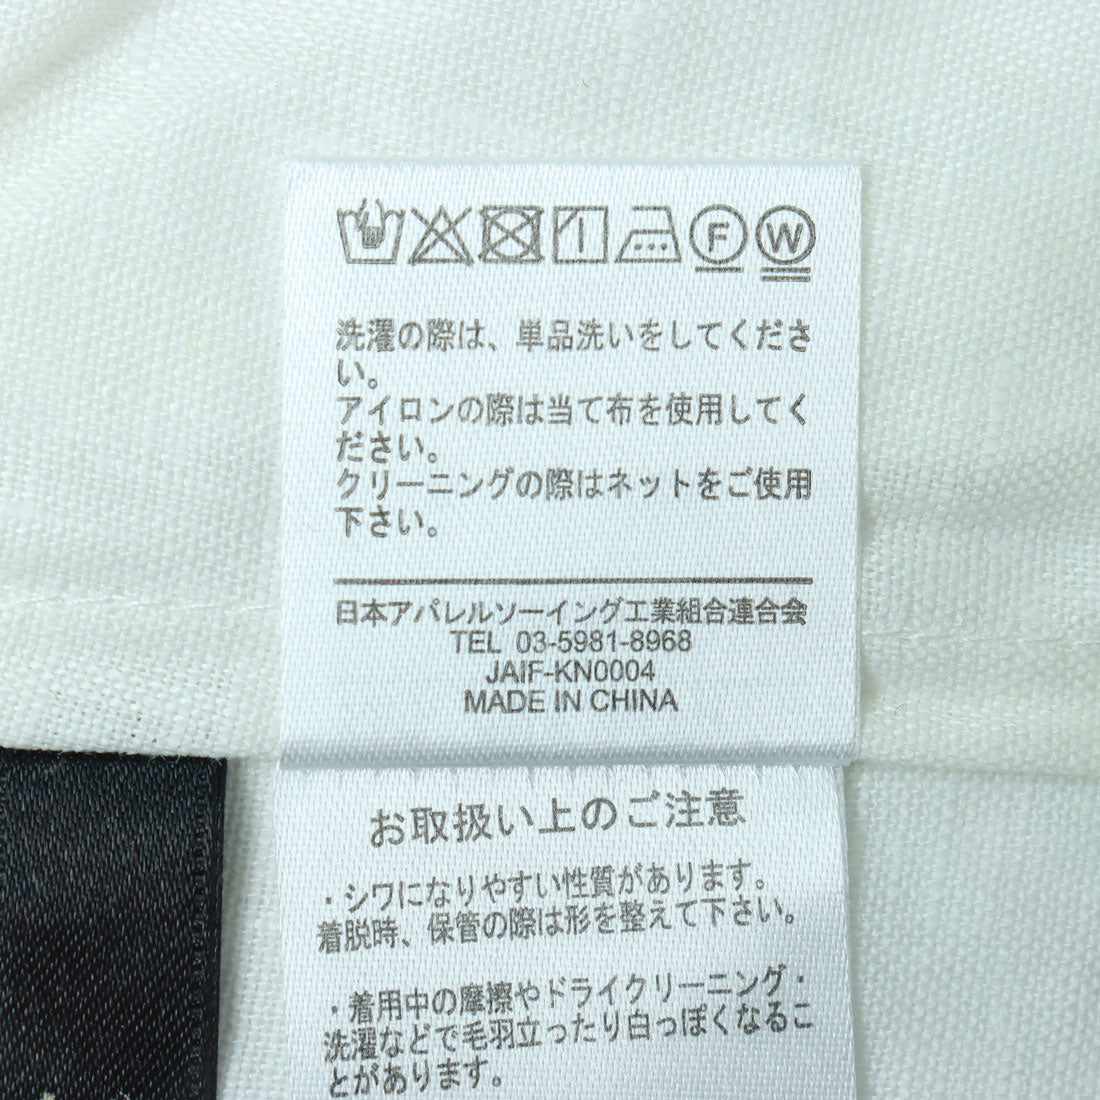 F W
洗濯の際は、単品洗いをしてくださ
い。
アイロンの際は当て布を使用してく
ださい。
クリーニングの際はネットをご使用
下さい。
日本アパレルソーイング工業組合連合会
TEL 03-5981-8968
JAIF-KN0004
MADE IN CHINA
お取扱い上のご注意
・シワになりやすい性質があります。
着脱時、保管の際は形を整えて下さい。
・着用中の摩擦やドライクリーニング・
洗濯などで毛羽立ったり白っぽくなるこ
とがあります。